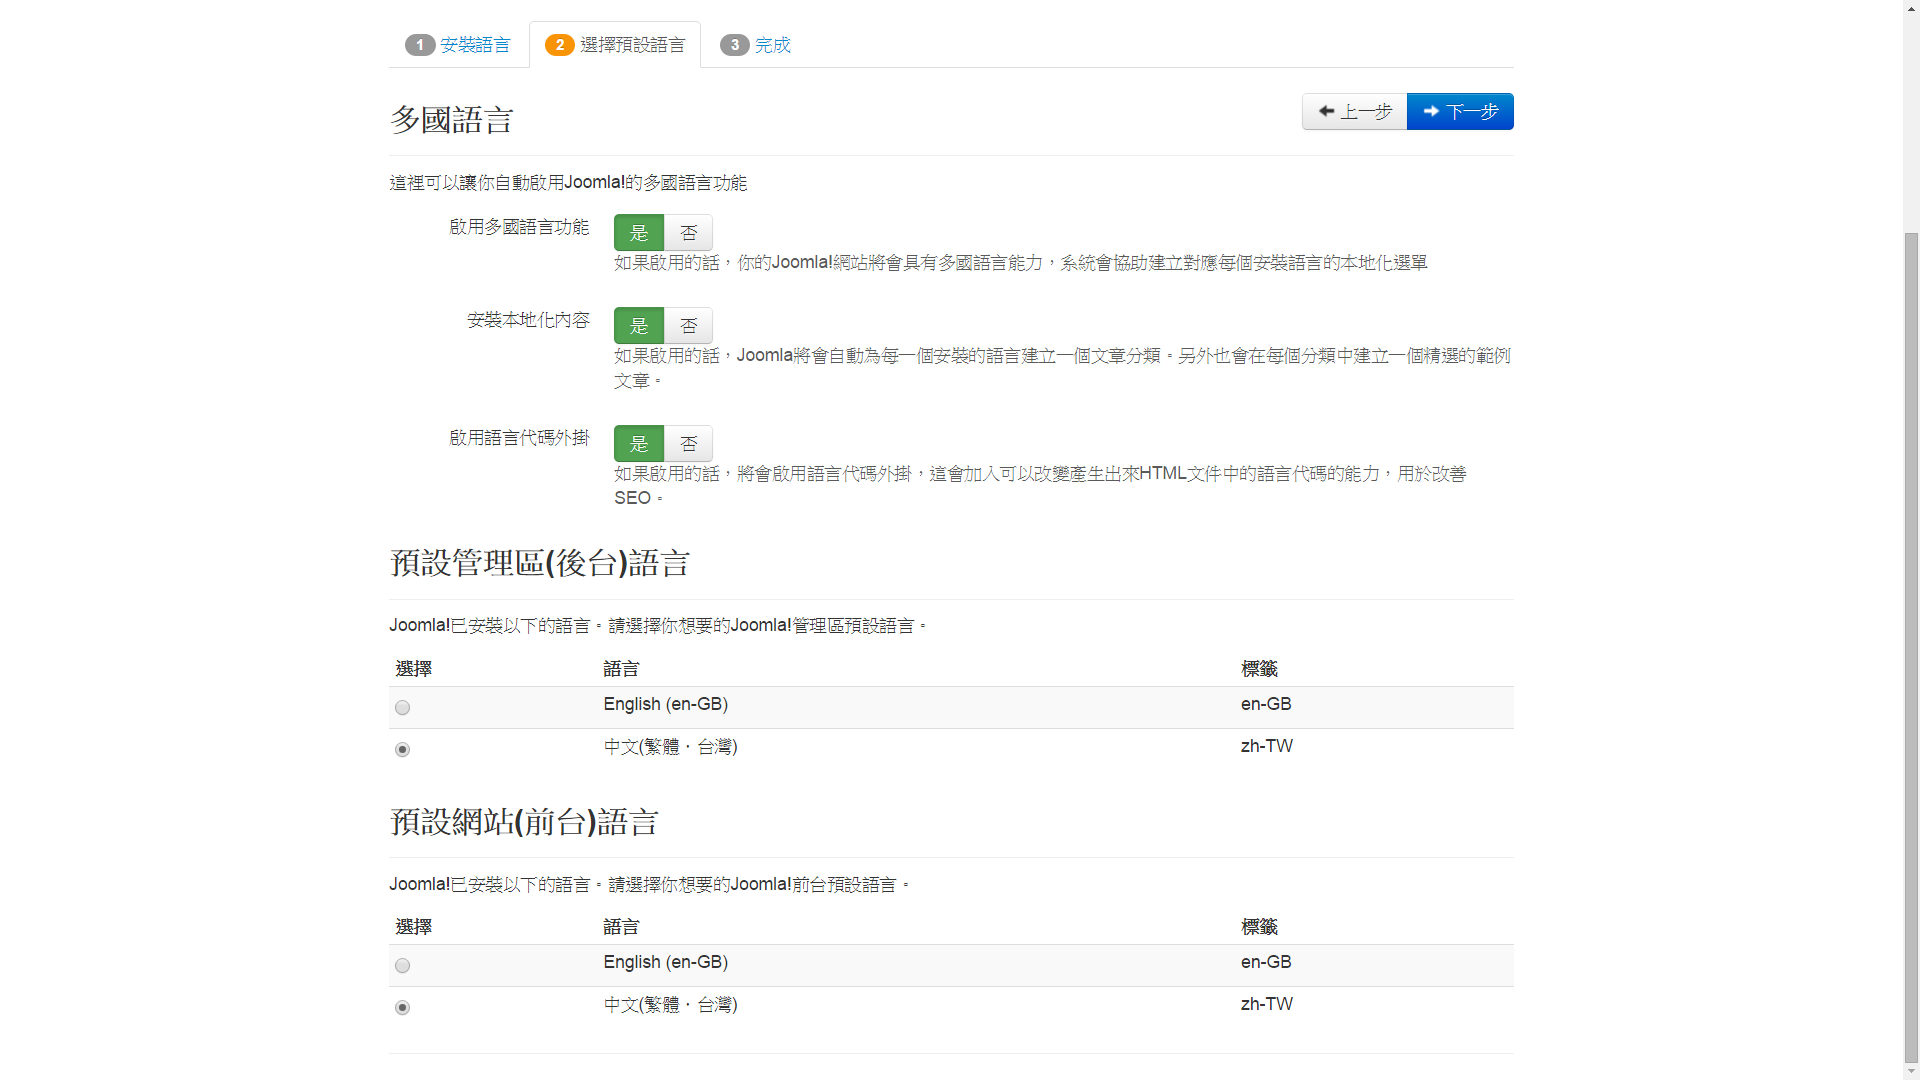 1 安裝語言 2 選擇預設語言 3 完成
多國語言 上一步 下一步
這裡可以讓你自動啟用Joomla!的多國語言功能
啟用多國語言功能 是 否
如果啟用的話，你的Joomla!網站將會具有多國語言能力，系統會協助建立對應每個安裝語言的本地化選單
安裝本地化內容 是 否
如果啟用的話，Joomla將會自動為每一個安裝的語言建立一個文章分類。另外也會在每個分類中建立一個精選的範例
文章。
啟用語言代碼外掛 是 否
如果啟用的話，將會啟用語言代碼外掛，這會加入可以改變產生出來HTML文件中的語言代碼的能力，用於改善
SEO。
預設管理區(後台)語言
Joomla!已安裝以下的語言。請選擇你想要的Joomla!管理區預設語言。
選擇 語言 標籤
English (en-GB) en-GB
中文(繁體．台灣) zh-TW
預設網站(前台)語言
Joomla!已安裝以下的語言。請選擇你想要的Joomla!前台預設語言。
選擇 語言 標籤
English (en-GB) en-GB
中文(繁體．台灣) zh-TW